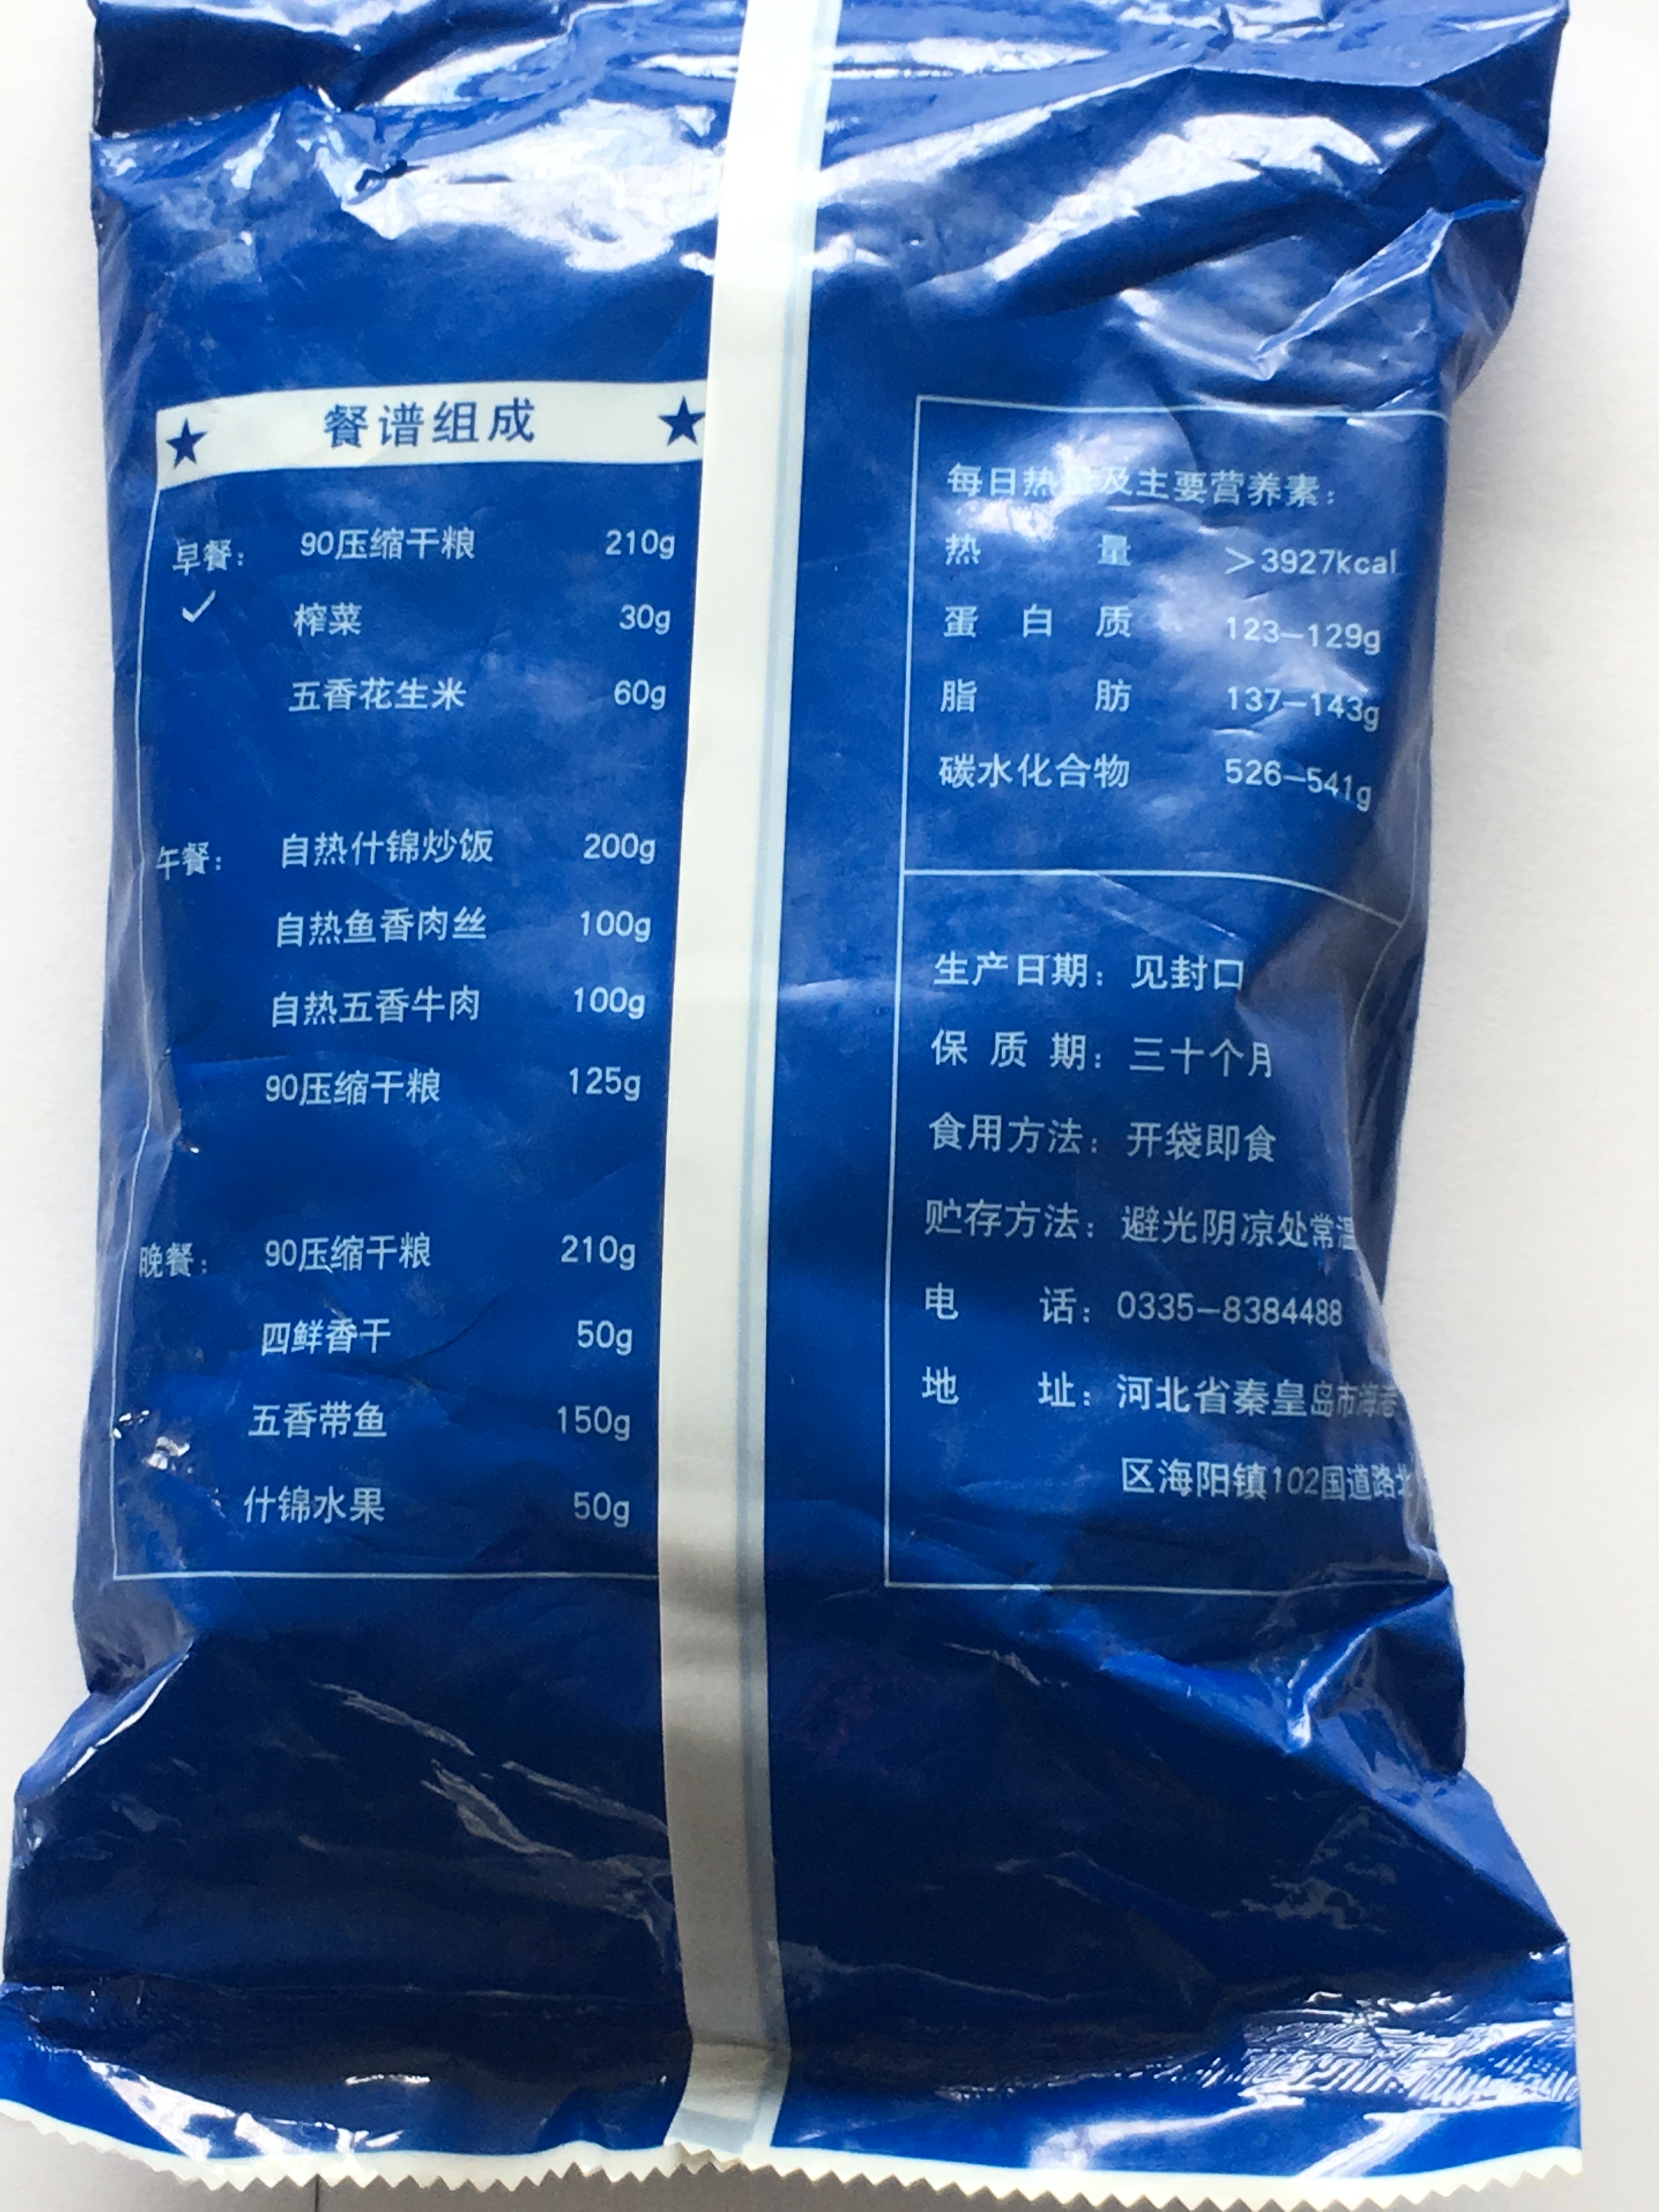 ★ 餐谱组成 ★
早餐： 90压缩干粮 210g
✓ 榨菜 30g
五香花生米 60g
午餐： 自热什锦炒饭 200g
自热鱼香肉丝 100g
自热五香牛肉 100g
90压缩干粮 125g
晚餐： 90压缩干粮 210g
四鲜香干 50g
五香带鱼 150g
什锦水果 50g
每日热量及主要营养素：
热量 ＞3927kcal
蛋白质 123—129g
脂肪 137—143g
碳水化合物 526—541g
生产日期：见封口
保质期：三十个月
食用方法：开袋即食
贮存方法：避光阴凉处常温
电话：0335—8384488
地址：河北省秦皇岛市海港
区海阳镇102国道路北